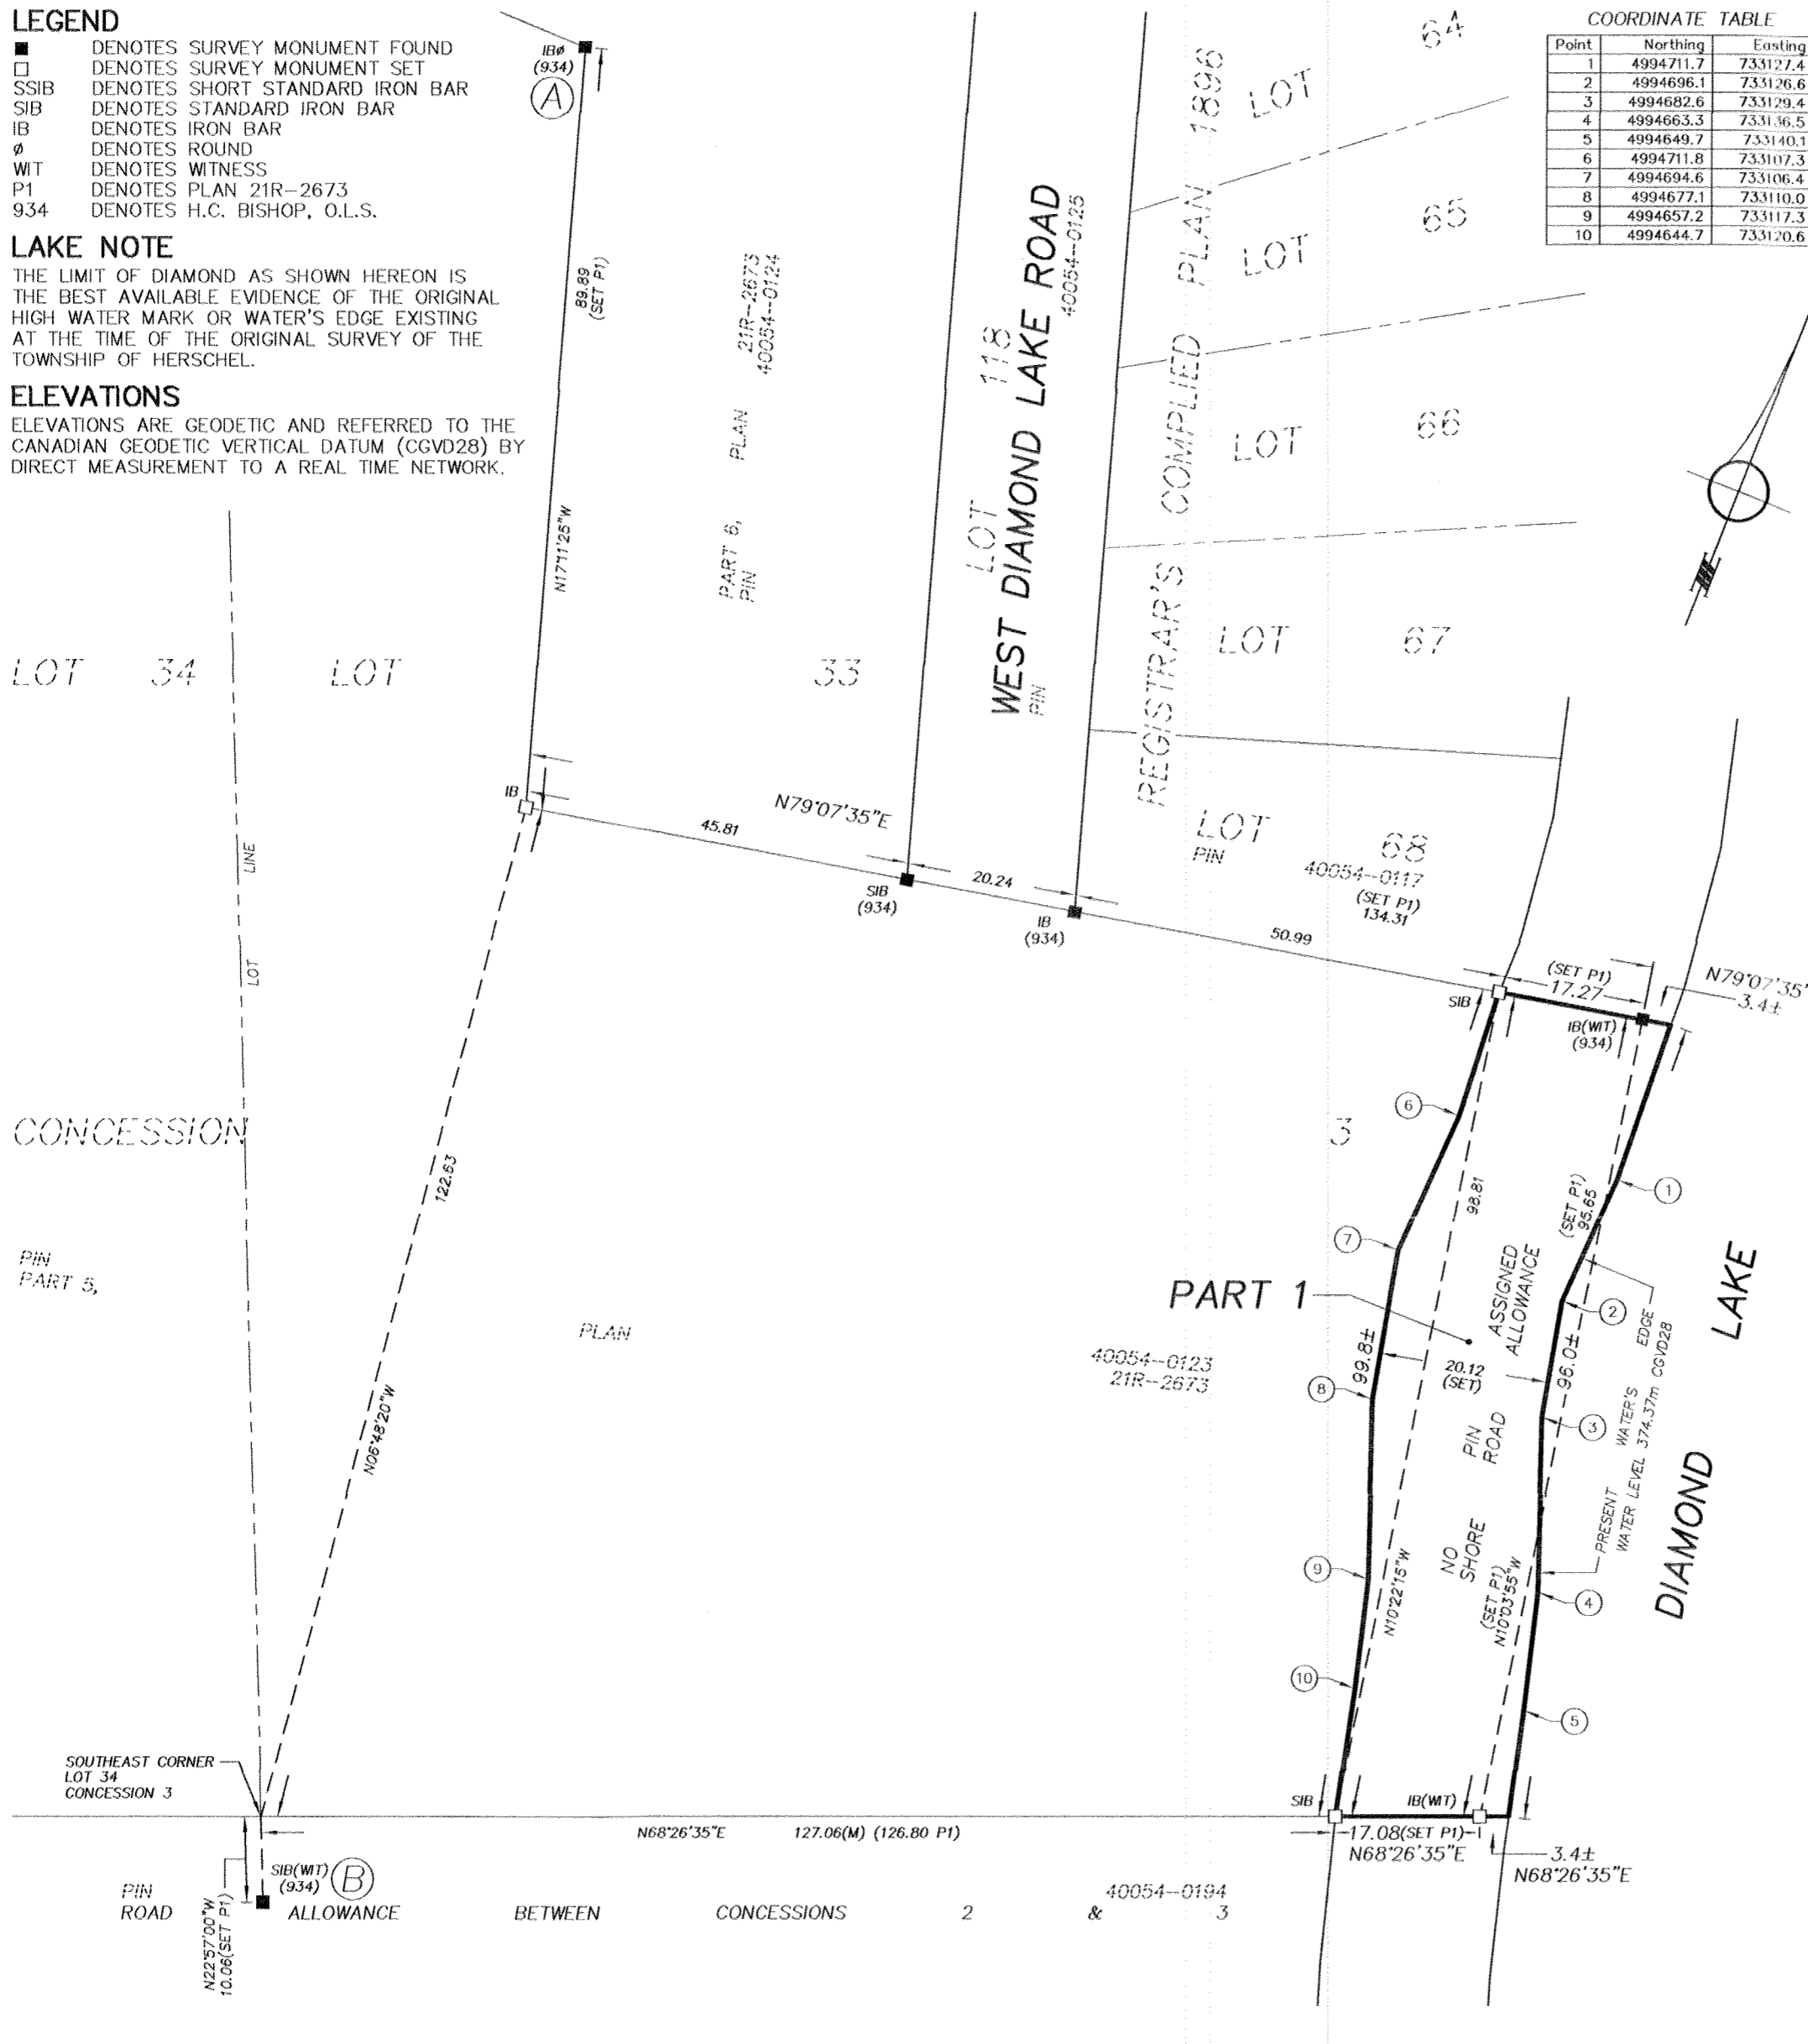 LEGEND
■ DENOTES SURVEY MONUMENT FOUND
□ DENOTES SURVEY MONUMENT SET
SSIB DENOTES SHORT STANDARD IRON BAR
SIB DENOTES STANDARD IRON BAR
IB DENOTES IRON BAR
ø DENOTES ROUND
WIT DENOTES WITNESS
P1 DENOTES PLAN 21R-2673
934 DENOTES H.C. BISHOP, O.L.S.
LAKE NOTE
THE LIMIT OF DIAMOND AS SHOWN HEREON IS
THE BEST AVAILABLE EVIDENCE OF THE ORIGINAL
HIGH WATER MARK OR WATER'S EDGE EXISTING
AT THE TIME OF THE ORIGINAL SURVEY OF THE
TOWNSHIP OF HERSCHEL.
ELEVATIONS
ELEVATIONS ARE GEODETIC AND REFERRED TO THE
CANADIAN GEODETIC VERTICAL DATUM (CGVD28) BY
DIRECT MEASUREMENT TO A REAL TIME NETWORK.
COORDINATE TABLE
Point Northing Easting
1 4994711.7 733127.4
2 4994696.1 733126.6
3 4994682.6 733129.4
4 4994663.3 733136.5
5 4994649.7 733140.1
6 4994711.8 733107.3
7 4994694.6 733106.4
8 4994677.1 733110.0
9 4994657.2 733117.3
10 4994644.7 733120.6
IBø
(934)
A
89.89
(SET P1)
N17°11'25"W
PART 6, PLAN 21R-2673
PIN 40054-0124
LOT 118
WEST DIAMOND LAKE ROAD
PIN 40054-0125
REGISTRAR'S COMPLIED PLAN 1896
LOT 64
LOT 65
LOT 66
LOT 67
LOT 68
PIN 40054-0117
(SET P1)
134.31
LOT 34
LOT 33
LOT LINE
IB
45.81
N79°07'35"E
SIB
(934)
20.24
IB
(934)
50.99
SIB
(SET P1)
17.27
IB(WIT)
(934)
N79°07'35"
3.4±
CONCESSION 3
122.63
N06°48'20"W
PIN 40054-0123
PART 5, PLAN 21R-2673
PART 1
6
7
8
9
10
1
2
3
4
5
98.81
N10°22'15"W
99.8±
(SET P1)
95.65
96.0±
20.12
(SET)
NO PIN ASSIGNED
SHORE ROAD ALLOWANCE
(SET P1)
N10°03'55"W
PRESENT WATER'S EDGE
WATER LEVEL 374.37m CGVD28
DIAMOND LAKE
SOUTHEAST CORNER
LOT 34
CONCESSION 3
SIB
IB(WIT)
N68°26'35"E 127.06(M) (126.80 P1)
17.08(SET P1)
N68°26'35"E
3.4±
N68°26'35"E
SIB(WIT)
(934)
B
N22°57'00"W
10.06(SET P1)
PIN 40054-0194
ROAD ALLOWANCE BETWEEN CONCESSIONS 2 & 3